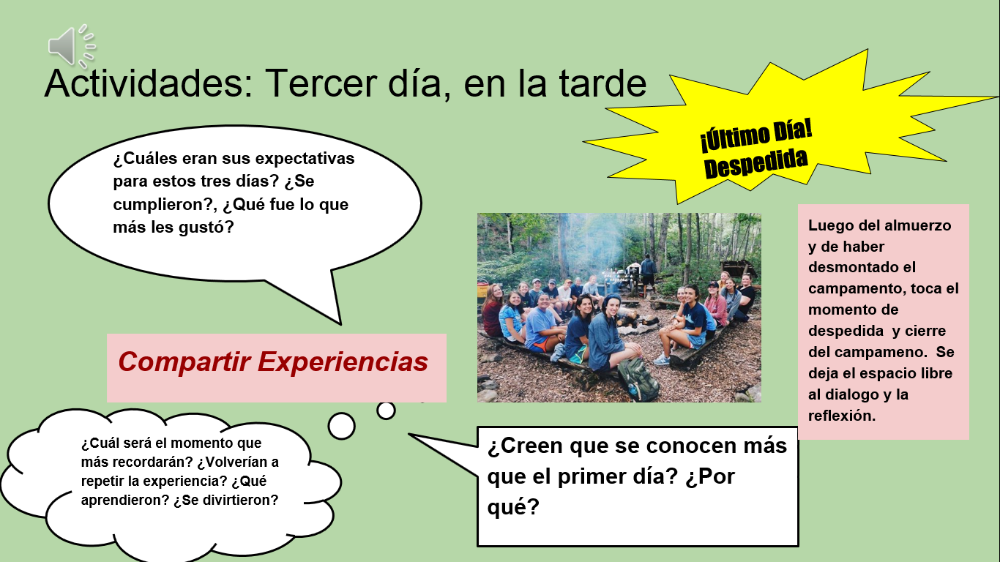 Actividades: Tercer día, en la tarde
¡Último Día!
Despedida
¿Cuáles eran sus expectativas
para estos tres días? ¿Se
cumplieron?, ¿Qué fue lo que
más les gustó?
Luego del almuerzo
y de haber
desmontado el
campamento, toca el
momento de
despedida y cierre
del campameno. Se
deja el espacio libre
al dialogo y la
reflexión.
Compartir Experiencias
¿Cuál será el momento que
más recordarán? ¿Volverían a
repetir la experiencia? ¿Qué
aprendieron? ¿Se divirtieron?
¿Creen que se conocen más
que el primer día? ¿Por
qué?